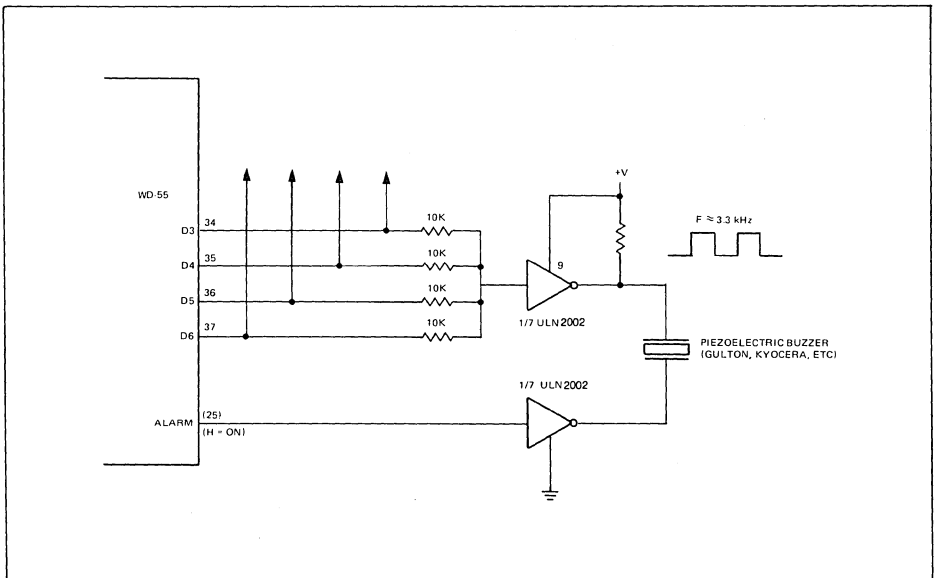 WD-55
D3 34
D4 35
D5 36
D6 37
10K
10K
10K
10K
+V
9
1/7 ULN2002
F ≈ 3.3 kHz
PIEZOELECTRIC BUZZER
(GULTON, KYOCERA, ETC)
1/7 ULN2002
ALARM (25)
(H = ON)